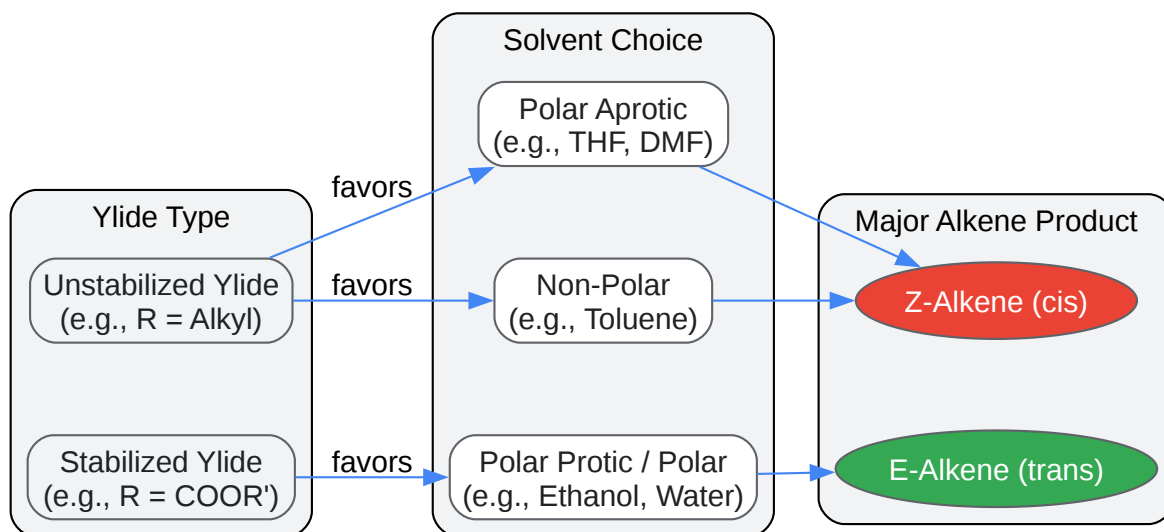 Solvent Choice
Polar Aprotic
(e.g., THF, DMF)
favors
Ylide Type
Major Alkene Product
Unstabilized Ylide
(e.g., R = Alkyl)
favors
Non-Polar
(e.g., Toluene)
Z-Alkene (cis)
Stabilized Ylide
(e.g., R = COOR')
favors
Polar Protic / Polar
(e.g., Ethanol, Water)
E-Alkene (trans)